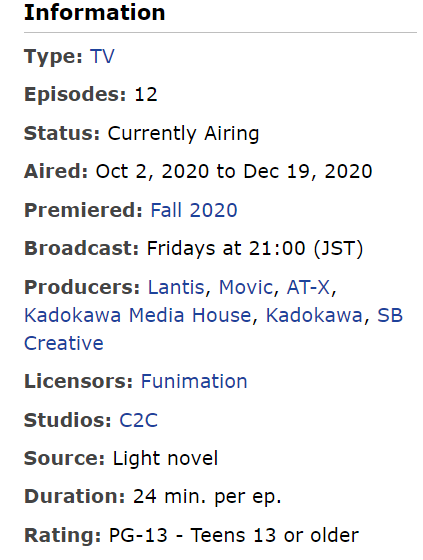 Information
Type: TV
Episodes: 12
Status: Currently Airing
Aired: Oct 2, 2020 to Dec 19, 2020
Premiered: Fall 2020
Broadcast: Fridays at 21:00 (JST)
Producers: Lantis, Movic, AT-X,
Kadokawa Media House, Kadokawa, SB
Creative
Licensors: Funimation
Studios: C2C
Source: Light novel
Duration: 24 min. per ep.
Rating: PG-13 - Teens 13 or older